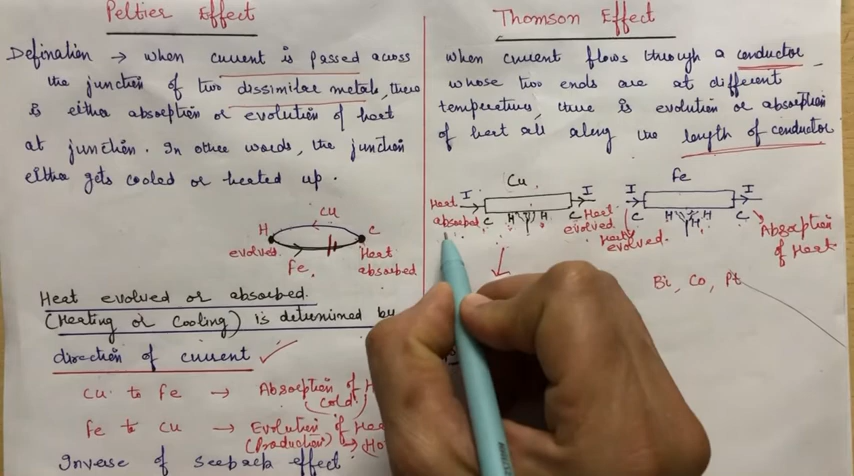 Peltier Effect
Defination → when current is passed across
the junction of two dissimilar metals, there
is either absorption or evolution of heat
at junction. In other words, the junction
either gets cooled or heated up.
Cu
H
C
evolved
Heat
absorbed
Fe
Heat evolved or absorbed.
(Heating or Cooling) is determined by
direction of current ✓
Cu to Fe → Absorption of H
(Cold)
Fe to Cu → Evolution of Hea
(Production) → Ho
Inverse of Seeback effect
Thomson Effect
when current flows through a conductor
whose two ends are at different
temperatures, there is evolution or absorption
of heat all along the length of conductor
Cu
I
I
Heat
absorbed
C
H
H
C
Heat
evolved
Fe
I
I
C
H
H
H
C
Heat
evolved.
Absorption
of Heat
Bi, Co, Pt